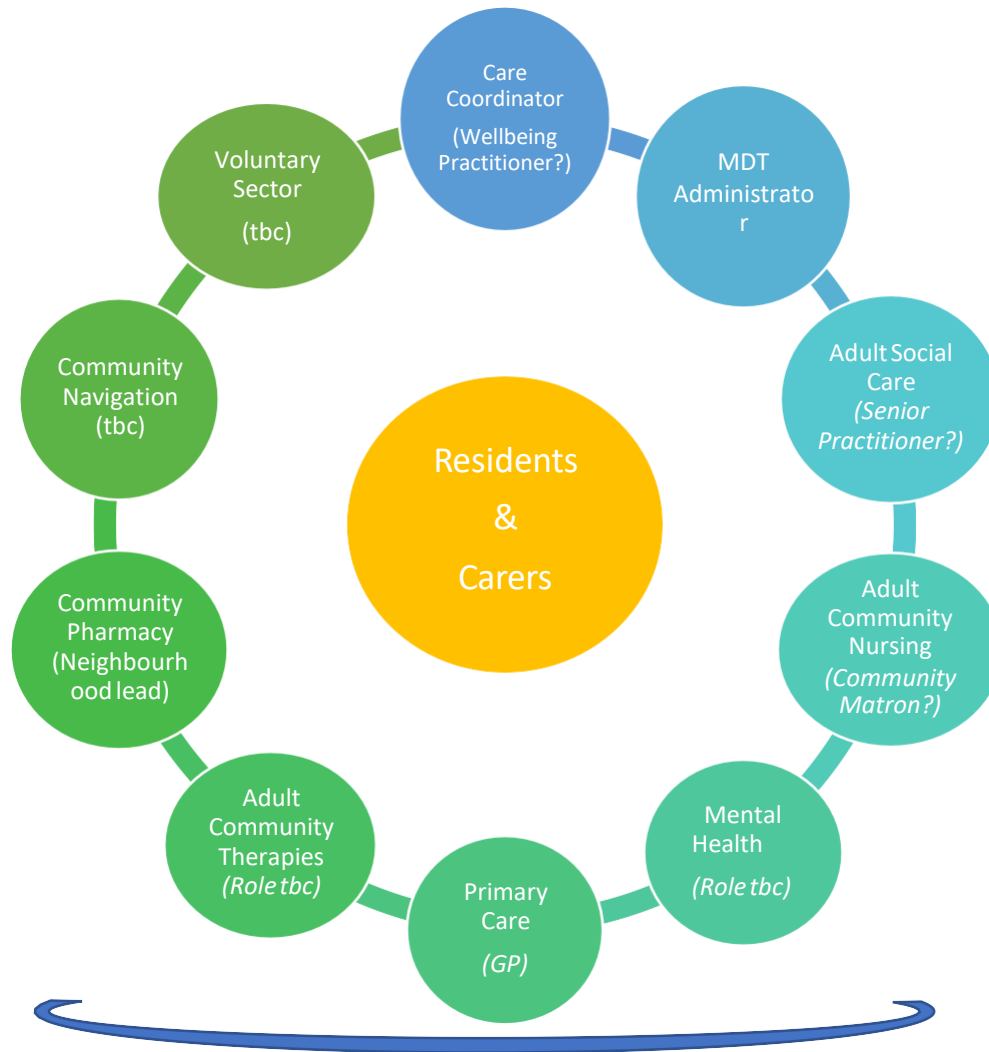 Care
Coordinator
(Wellbeing
Practitioner?)
MDT
Administrato
r
Adult Social
Care
(Senior
Practitioner?)
Adult
Community
Nursing
(Community
Matron?)
Mental
Health
(Role tbc)
Primary
Care
(GP)
Adult
Community
Therapies
(Role tbc)
Community
Pharmacy
(Neighbourh
ood lead)
Community
Navigation
(tbc)
Voluntary
Sector
(tbc)
Residents
&
Carers